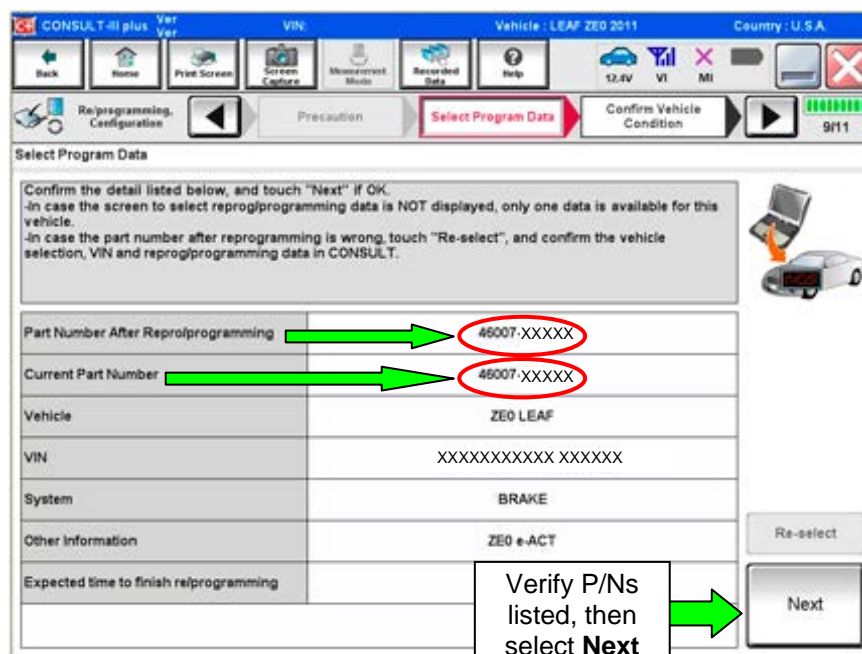 CONSULT-III plus Ver
Ver
VIN:
Vehicle : LEAF ZE0 2011
Country : U.S.A.
Back
Home
Print Screen
Screen
Capture
Measurement
Mode
Recorded
Data
Help
12.4V
VI
MI
Re/programming,
Configuration
Precaution
Select Program Data
Confirm Vehicle
Condition
9/11
Select Program Data
Confirm the detail listed below, and touch "Next" if OK.
-In case the screen to select reprog/programming data is NOT displayed, only one data is available for this
vehicle.
-In case the part number after reprogramming is wrong, touch "Re-select", and confirm the vehicle
selection, VIN and reprog/programming data in CONSULT.
Part Number After Repro/programming
46007-XXXXX
Current Part Number
46007-XXXXX
Vehicle
ZE0 LEAF
VIN
XXXXXXXXXXX XXXXXX
System
BRAKE
Other Information
ZE0 e-ACT
Expected time to finish re/programming
Re-select
Verify P/Ns
listed, then
select Next
Next